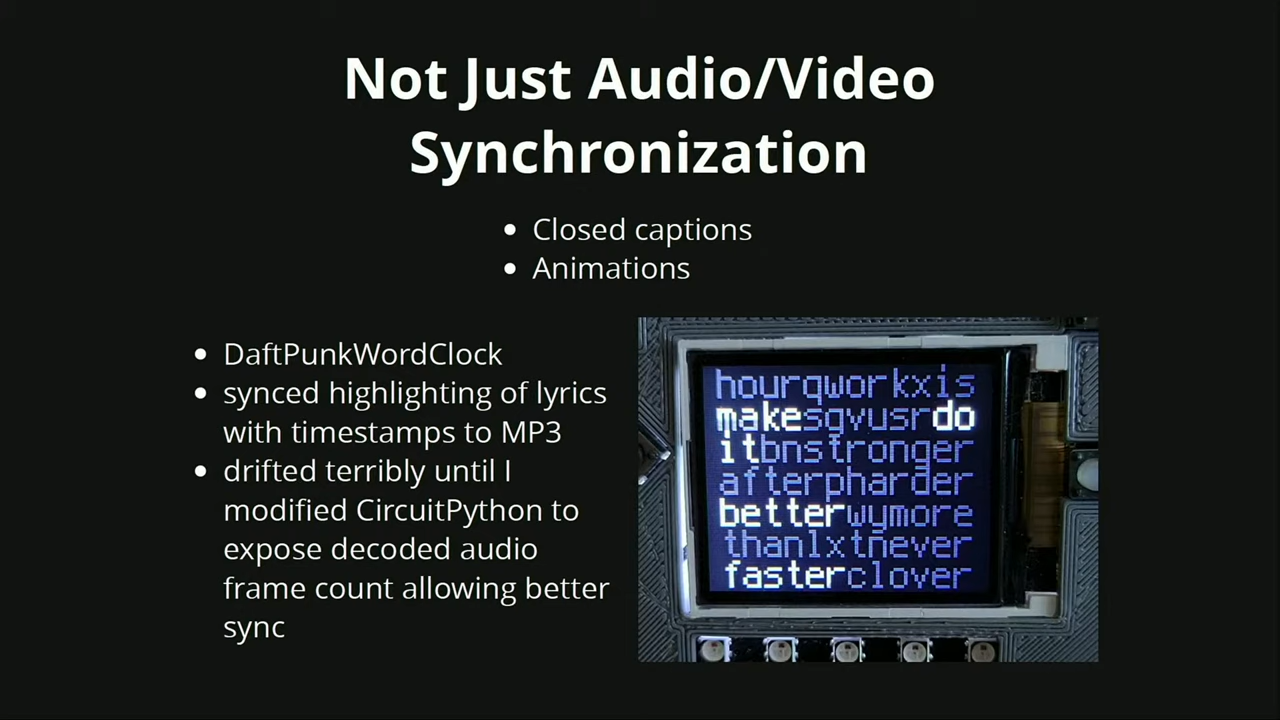 Not Just Audio/Video
Synchronization
Closed captions
Animations
DaftPunkWordClock
synced highlighting of lyrics
with timestamps to MP3
drifted terribly until I
modified CircuitPython to
expose decoded audio
frame count allowing better
sync
hourqworkxis
makesgvusrdo
itbnstronger
afterpharder
betterwymore
thanlxtnever
fasterclover